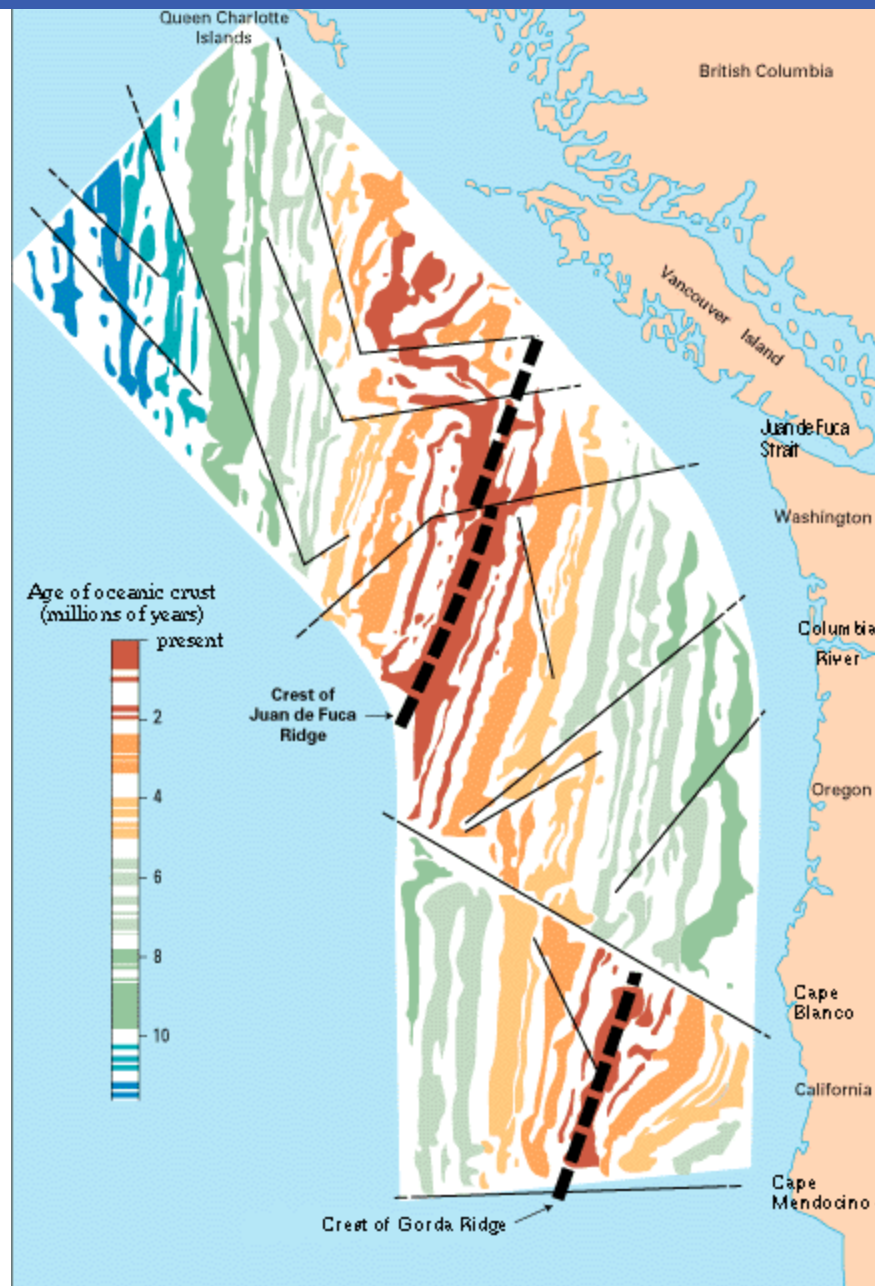 Queen Charlotte
Islands
British Columbia
Vancouver Island
Juan de Fuca
Strait
Washington
Age of oceanic crust
(millions of years)
present
2
4
6
8
10
Columbia
River
Crest of
Juan de Fuca
Ridge
Oregon
Cape
Blanco
California
Cape
Mendocino
Crest of Gorda Ridge